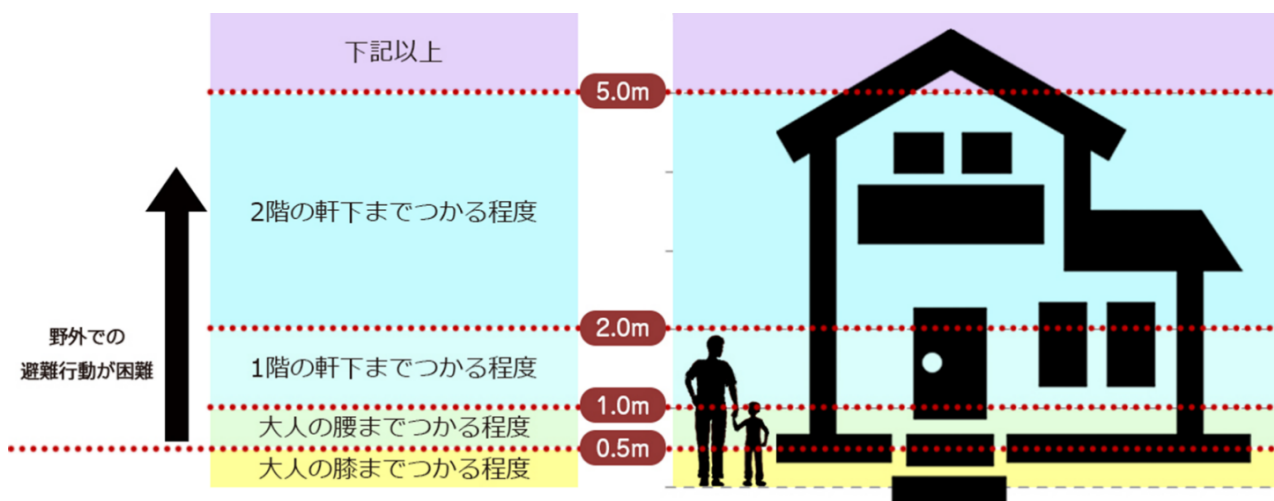 下記以上
5.0m
2階の軒下までつかる程度
2.0m
野外での
避難行動が困難
1階の軒下までつかる程度
1.0m
大人の腰までつかる程度
0.5m
大人の膝までつかる程度